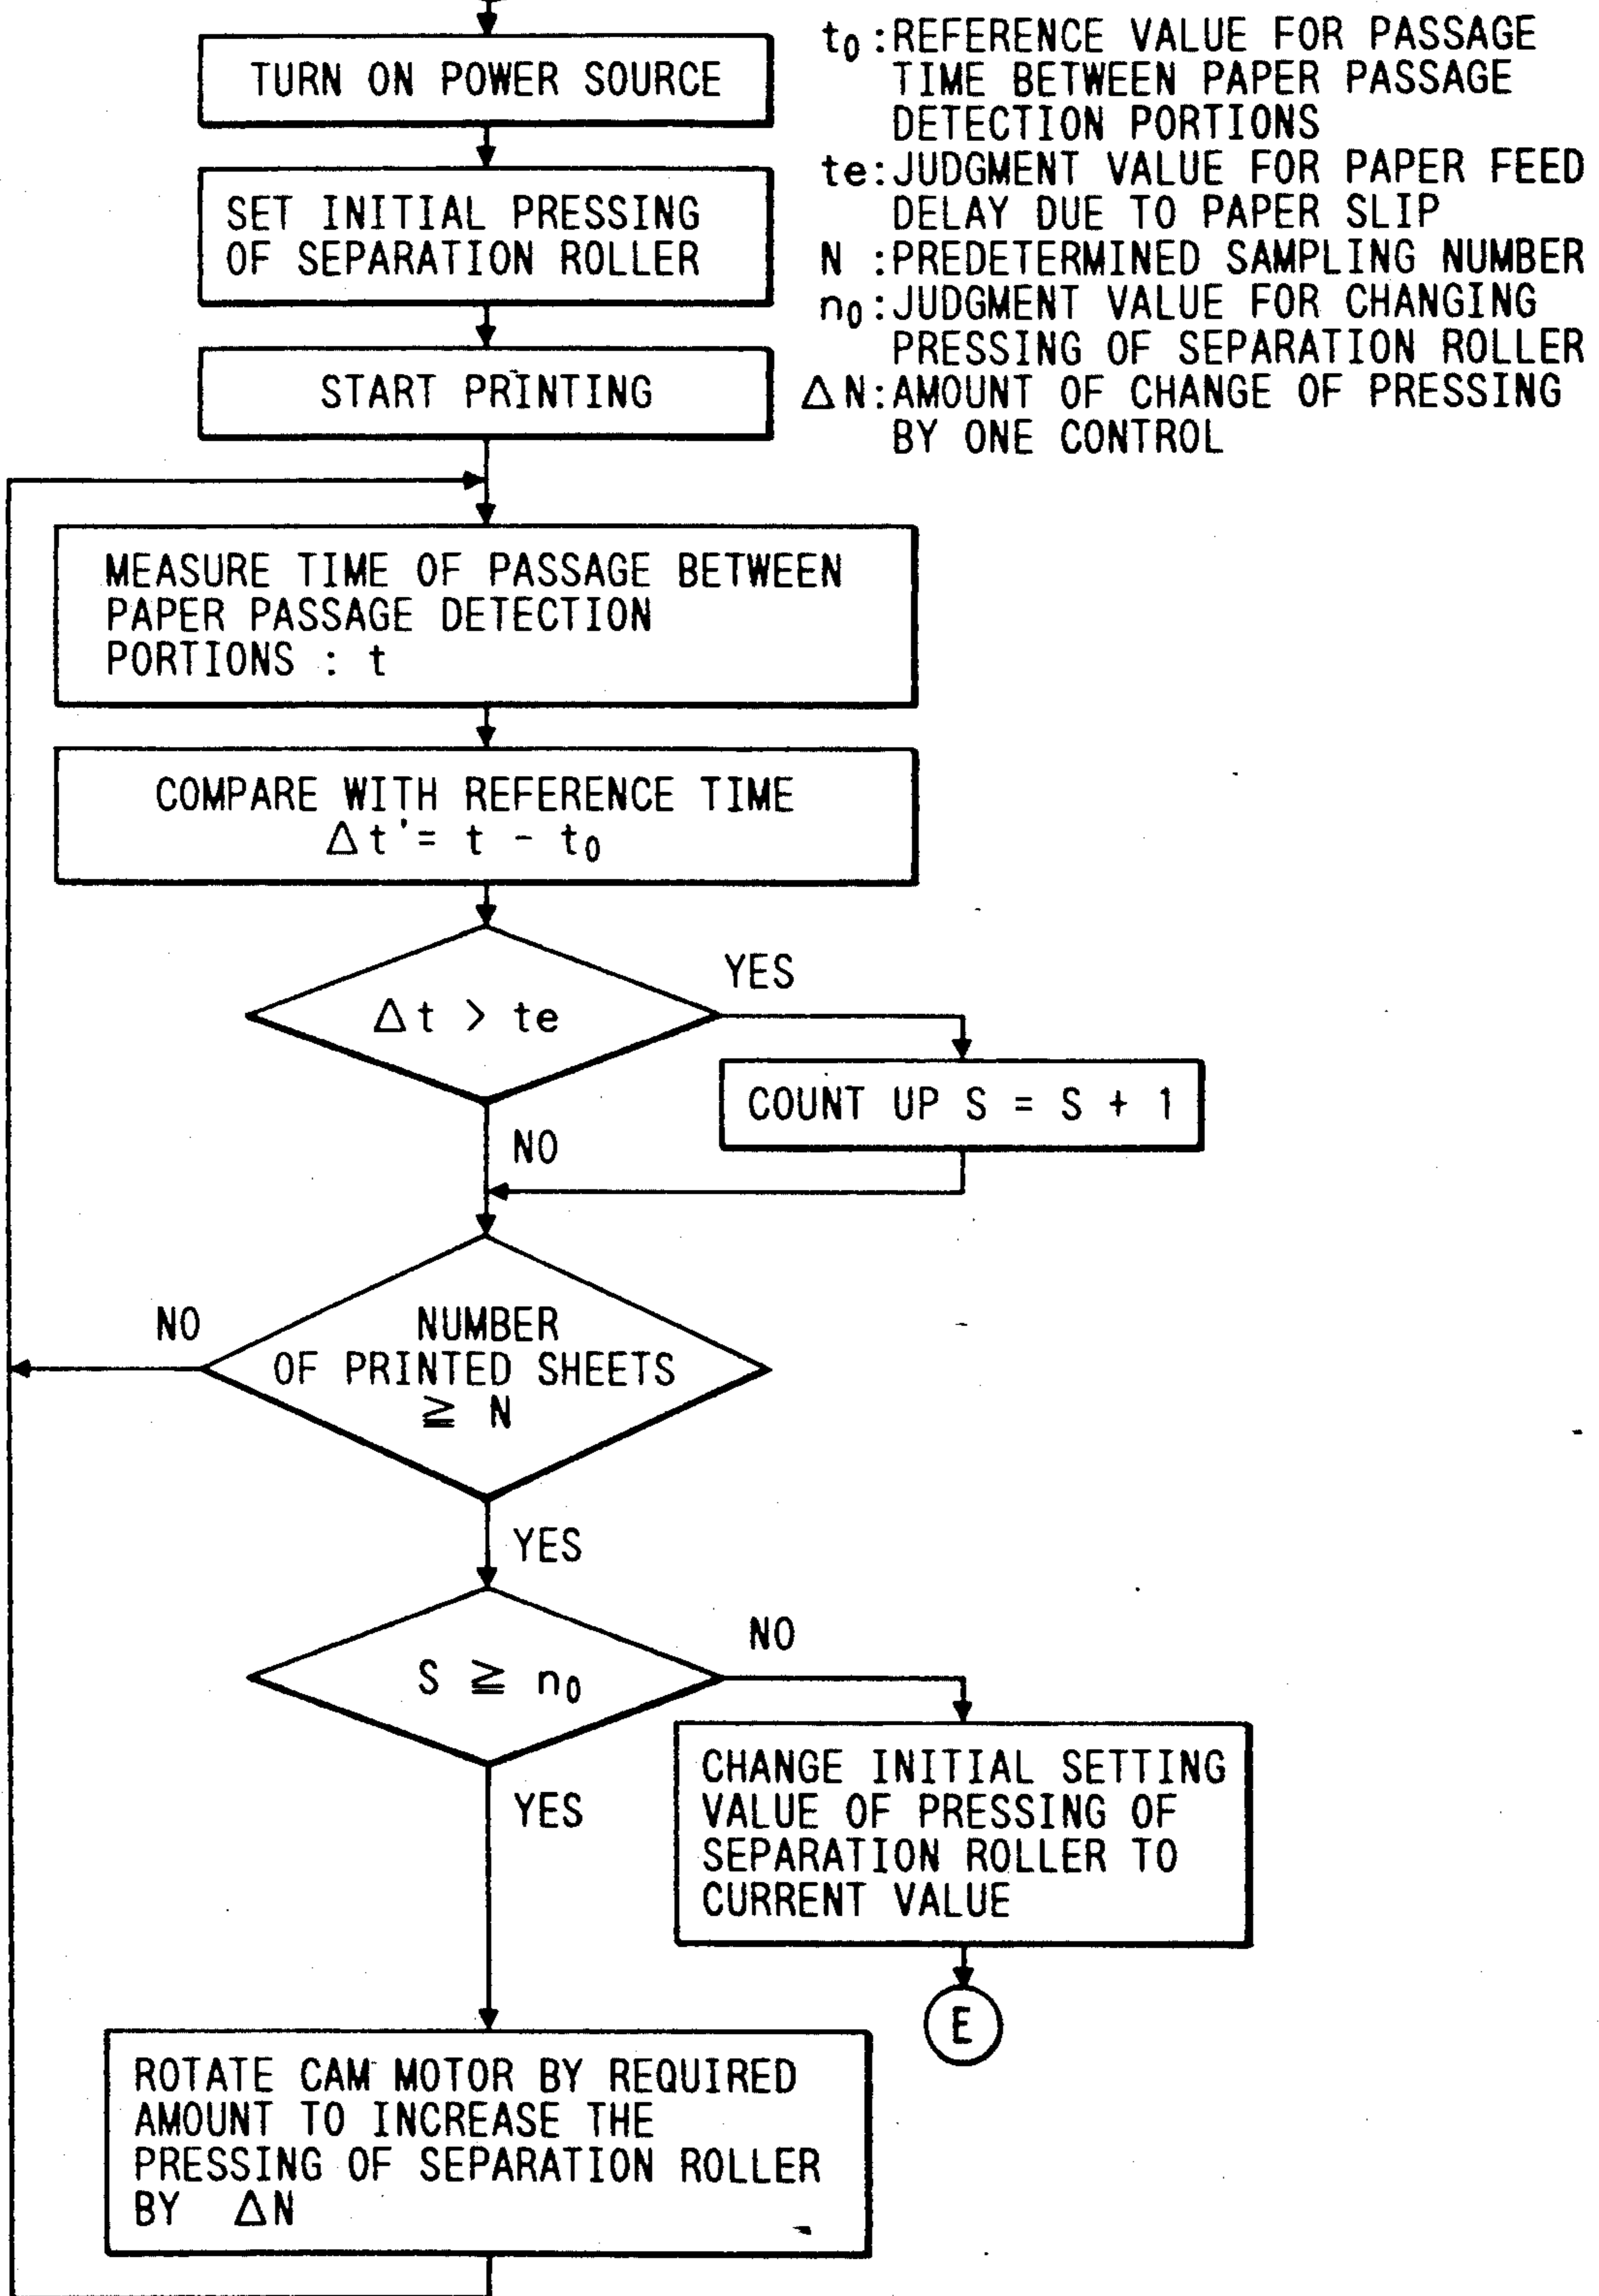 TURN ON POWER SOURCE
SET INITIAL PRESSING
OF SEPARATION ROLLER
START PRINTING
t₀:REFERENCE VALUE FOR PASSAGE
TIME BETWEEN PAPER PASSAGE
DETECTION PORTIONS
te:JUDGMENT VALUE FOR PAPER FEED
DELAY DUE TO PAPER SLIP
N :PREDETERMINED SAMPLING NUMBER
n₀:JUDGMENT VALUE FOR CHANGING
PRESSING OF SEPARATION ROLLER
ΔN:AMOUNT OF CHANGE OF PRESSING
BY ONE CONTROL
MEASURE TIME OF PASSAGE BETWEEN
PAPER PASSAGE DETECTION
PORTIONS : t
COMPARE WITH REFERENCE TIME
Δt'= t - t₀
Δt > te
YES
COUNT UP S = S + 1
NO
NUMBER
OF PRINTED SHEETS
≧ N
NO
YES
S ≧ n₀
NO
YES
CHANGE INITIAL SETTING
VALUE OF PRESSING OF
SEPARATION ROLLER TO
CURRENT VALUE
E
ROTATE CAM MOTOR BY REQUIRED
AMOUNT TO INCREASE THE
PRESSING OF SEPARATION ROLLER
BY ΔN